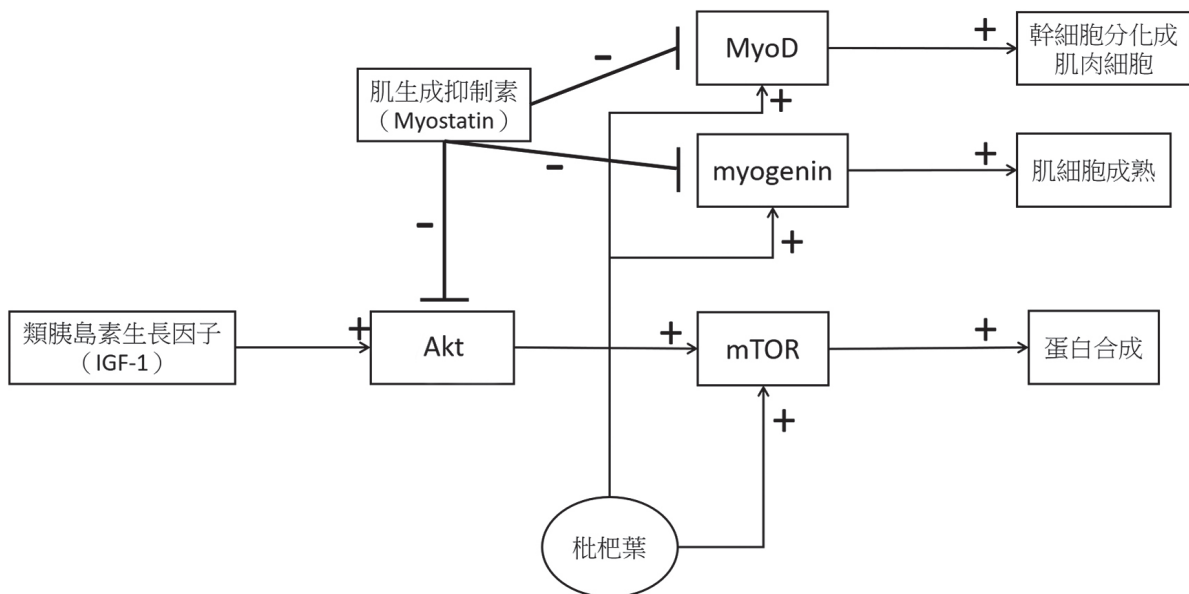 MyoD
+
幹細胞分化成
肌肉細胞
-
肌生成抑制素
（Myostatin）
+
-
myogenin
+
肌細胞成熟
-
+
類胰島素生長因子
（IGF-1）
+
Akt
+
mTOR
+
蛋白合成
+
枇杷葉